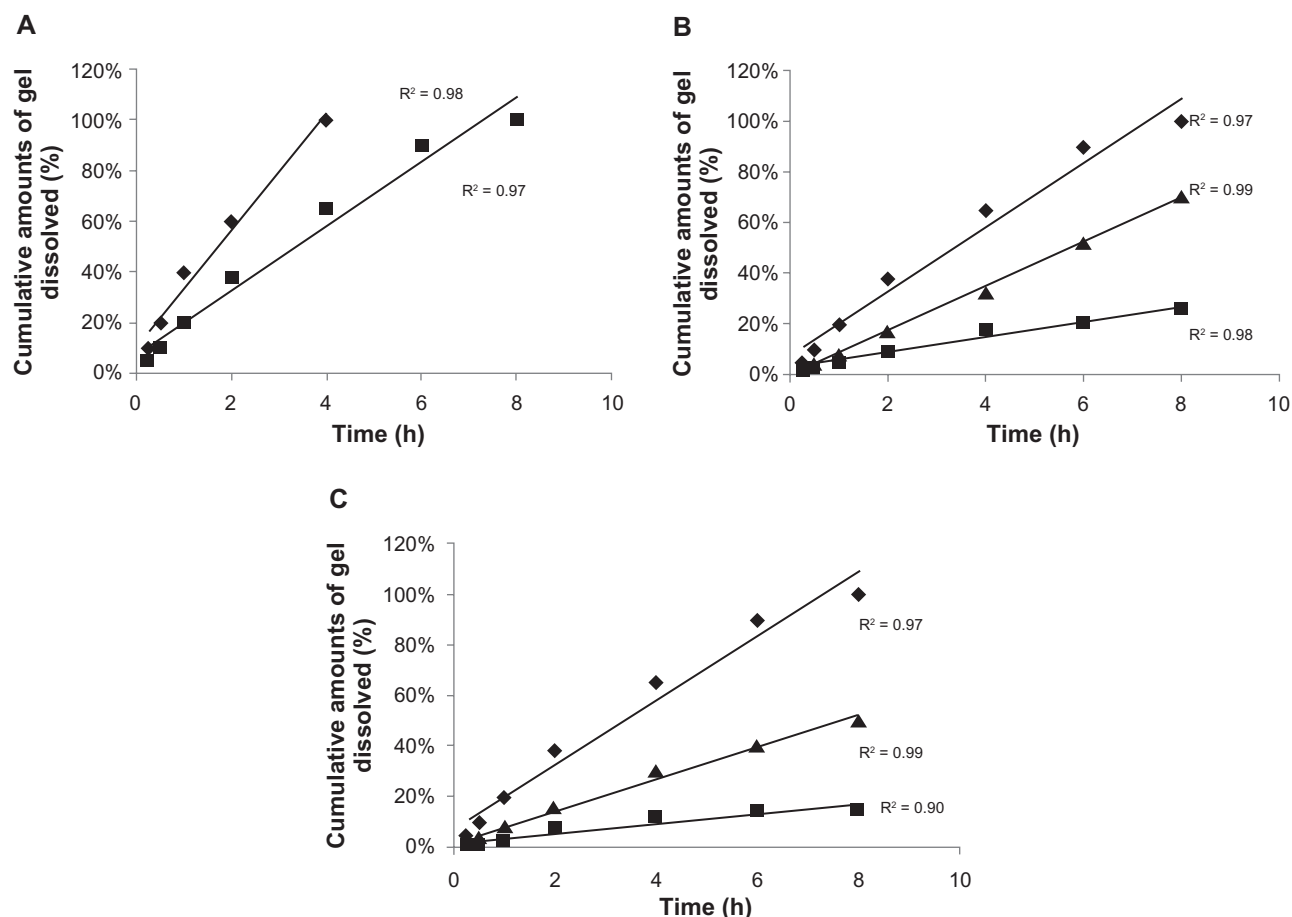 A
Cumulative amounts of gel
dissolved (%)
120%
100%
80%
60%
40%
20%
0%
R² = 0.98
R² = 0.97
0 2 4 6 8 10
Time (h)
B
Cumulative amounts of gel
dissolved (%)
120%
100%
80%
60%
40%
20%
0%
R² = 0.97
R² = 0.99
R² = 0.98
0 2 4 6 8 10
Time (h)
C
Cumulative amounts of gel
dissolved (%)
120%
100%
80%
60%
40%
20%
0%
R² = 0.97
R² = 0.99
R² = 0.90
0 2 4 6 8 10
Time (h)